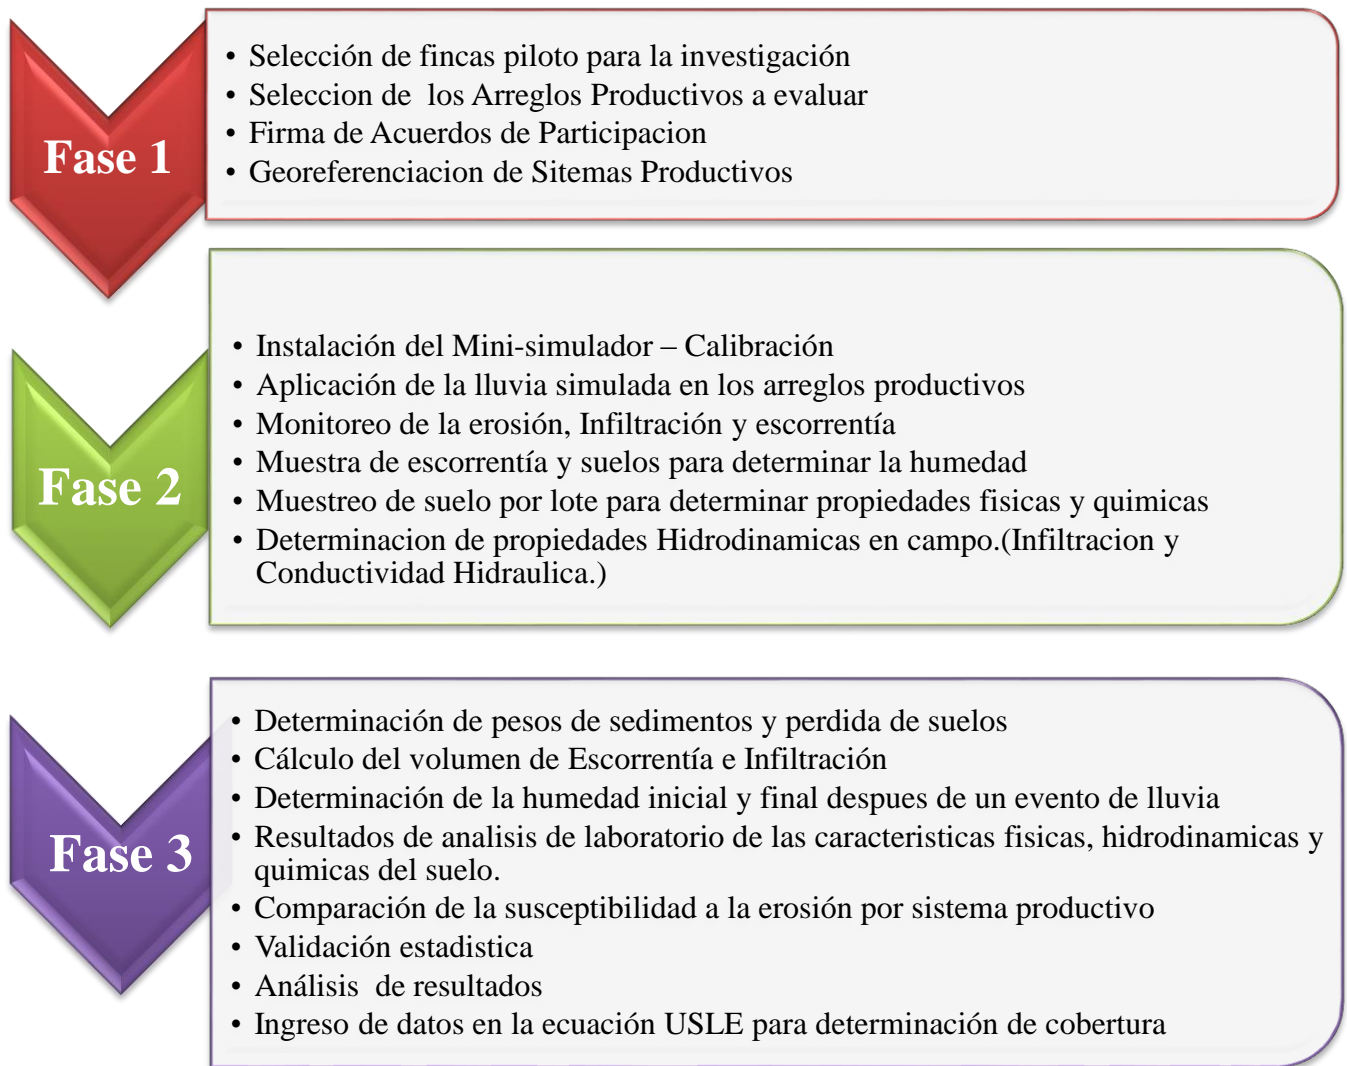 Fase 1
• Selección de fincas piloto para la investigación
• Seleccion de los Arreglos Productivos a evaluar
• Firma de Acuerdos de Participacion
• Georeferenciacion de Sitemas Productivos
Fase 2
• Instalación del Mini-simulador – Calibración
• Aplicación de la lluvia simulada en los arreglos productivos
• Monitoreo de la erosión, Infiltración y escorrentía
• Muestra de escorrentía y suelos para determinar la humedad
• Muestreo de suelo por lote para determinar propiedades fisicas y quimicas
• Determinacion de propiedades Hidrodinamicas en campo.(Infiltracion y
Conductividad Hidraulica.)
Fase 3
• Determinación de pesos de sedimentos y perdida de suelos
• Cálculo del volumen de Escorrentía e Infiltración
• Determinación de la humedad inicial y final despues de un evento de lluvia
• Resultados de analisis de laboratorio de las caracteristicas fisicas, hidrodinamicas y
quimicas del suelo.
• Comparación de la susceptibilidad a la erosión por sistema productivo
• Validación estadistica
• Análisis de resultados
• Ingreso de datos en la ecuación USLE para determinación de cobertura